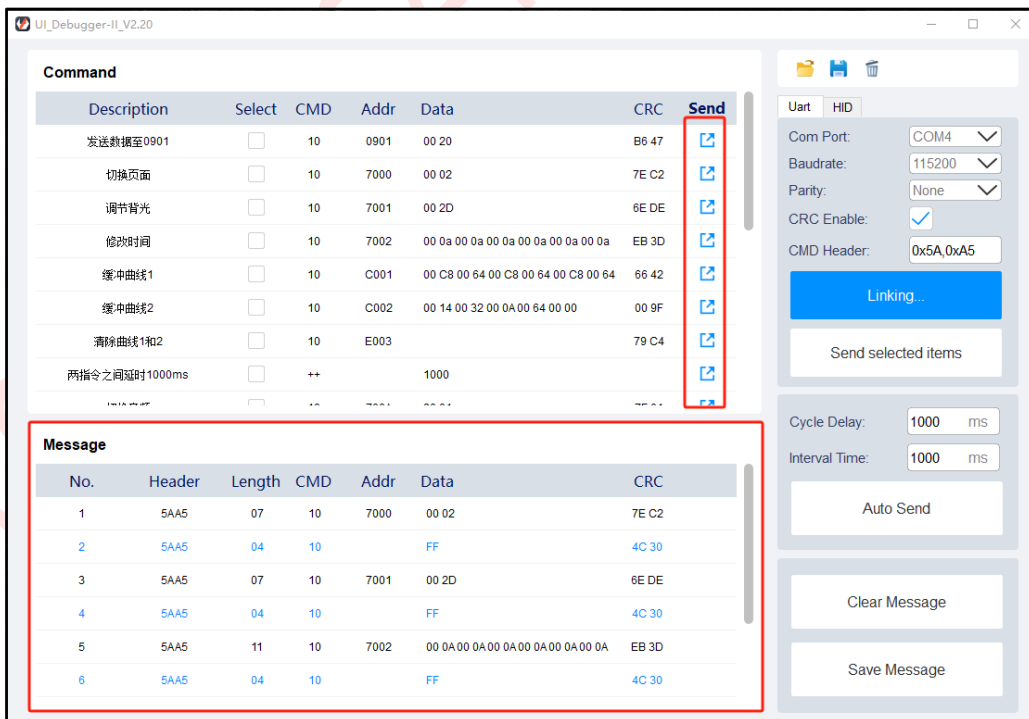 UI_Debugger-II_V2.20
Command
Description Select CMD Addr Data CRC Send
发送数据至0901 10 0901 00 20 B6 47
切换页面 10 7000 00 02 7E C2
调节背光 10 7001 00 2D 6E DE
修改时间 10 7002 00 0a 00 0a 00 0a 00 0a 00 0a 00 0a EB 3D
缓冲曲线1 10 C001 00 C8 00 64 00 C8 00 64 00 C8 00 64 66 42
缓冲曲线2 10 C002 00 14 00 32 00 0A 00 64 00 00 00 9F
清除曲线1和2 10 E003 79 C4
两指令之间延时1000ms ++ 1000
Message
No. Header Length CMD Addr Data CRC
1 5AA5 07 10 7000 00 02 7E C2
2 5AA5 04 10 FF 4C 30
3 5AA5 07 10 7001 00 2D 6E DE
4 5AA5 04 10 FF 4C 30
5 5AA5 11 10 7002 00 0A 00 0A 00 0A 00 0A 00 0A 00 0A EB 3D
6 5AA5 04 10 FF 4C 30
Uart HID
Com Port: COM4
Baudrate: 115200
Parity: None
CRC Enable:
CMD Header: 0x5A,0xA5
Linking...
Send selected items
Cycle Delay: 1000 ms
Interval Time: 1000 ms
Auto Send
Clear Message
Save Message